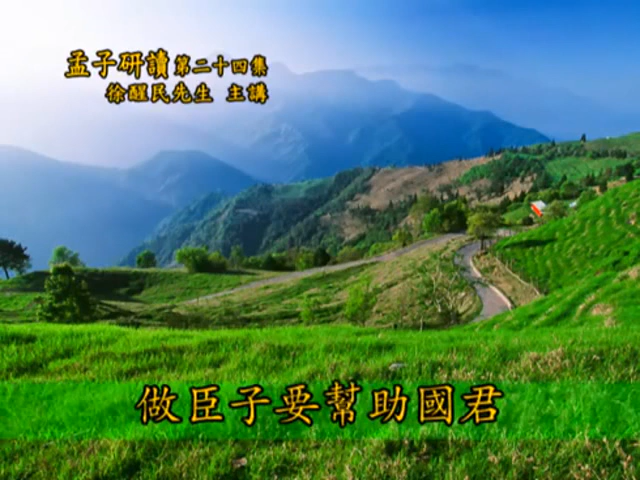 孟子研讀第二十四集
徐醒民先生 主講
做臣子要幫助國君